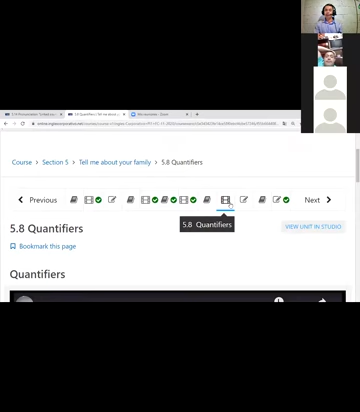 Course > Section 5 > Tell me about your family > 5.8 Quantifiers
Previous
Next
5.8 Quantifiers
5.8 Quantifiers
VIEW UNIT IN STUDIO
Bookmark this page
Quantifiers